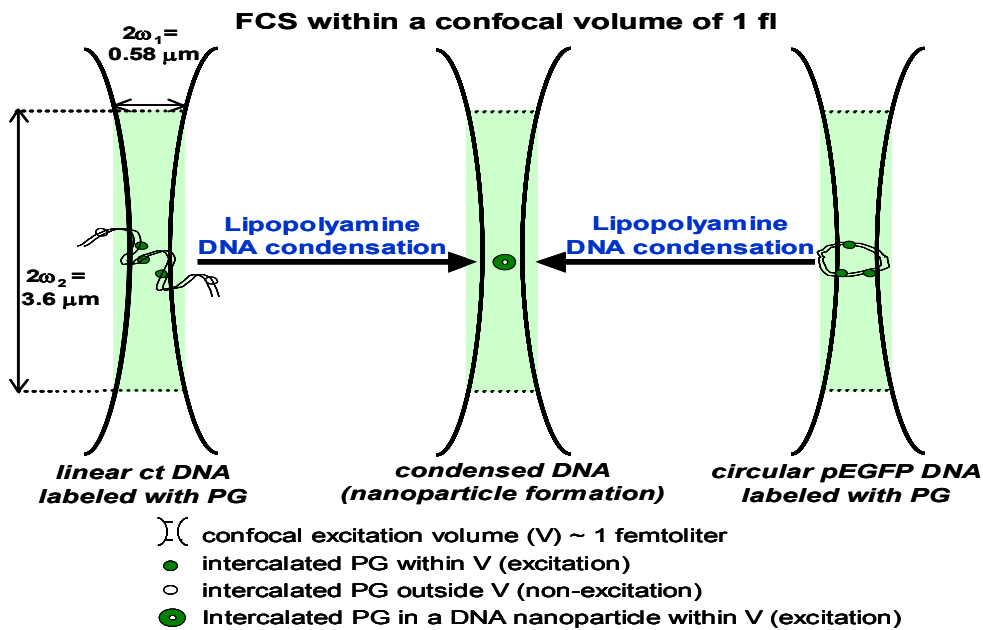 FCS within a confocal volume of 1 fl
2ω₁=
0.58 μm
2ω₂=
3.6 μm
Lipopolyamine
DNA condensation
Lipopolyamine
DNA condensation
linear ct DNA
labeled with PG
condensed DNA
(nanoparticle formation)
circular pEGFP DNA
labeled with PG
confocal excitation volume (V) ~ 1 femtoliter
intercalated PG within V (excitation)
intercalated PG outside V (non-excitation)
Intercalated PG in a DNA nanoparticle within V (excitation)